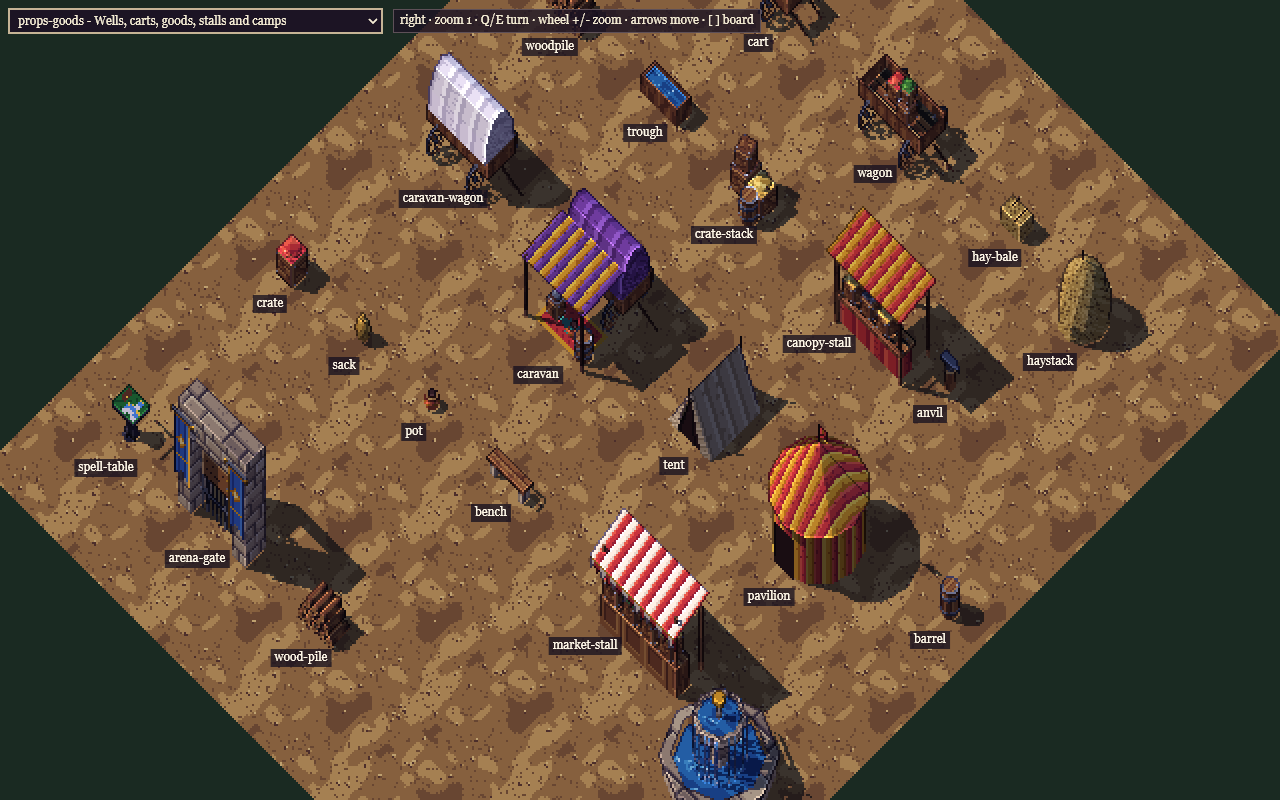 props-goods - Wells, carts, goods, stalls and camps
right · zoom 1 · Q/E turn · wheel +/- zoom · arrows move · [ ] board
woodpile
cart
trough
wagon
caravan-wagon
crate-stack
hay-bale
crate
canopy-stall
haystack
sack
caravan
anvil
pot
spell-table
tent
bench
arena-gate
pavilion
barrel
market-stall
wood-pile